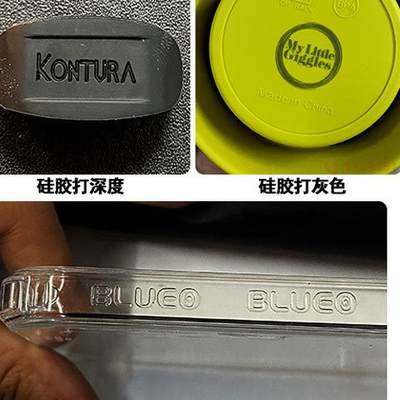 KONTURA
My Little
Giggles
Made in China
硅胶打深度
硅胶打灰色
BLUEO BLUEO